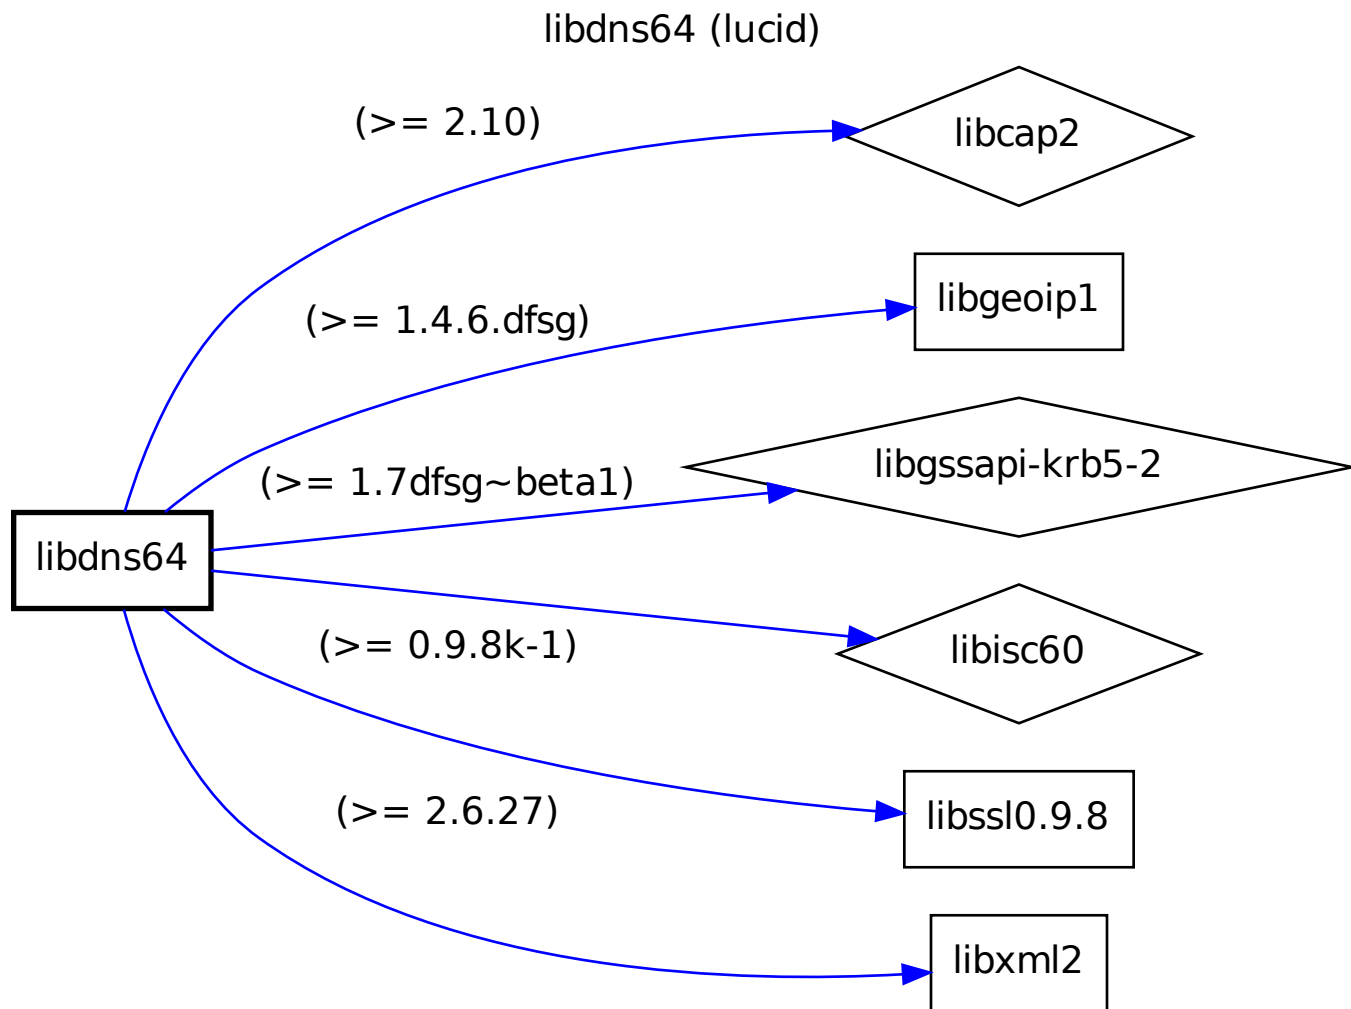 libdns64 (lucid)
(>= 2.10)
libcap2
(>= 1.4.6.dfsg)
libgeoip1
(>= 1.7dfsg~beta1)
libgssapi-krb5-2
libdns64
(>= 0.9.8k-1)
libisc60
(>= 2.6.27)
libssl0.9.8
libxml2